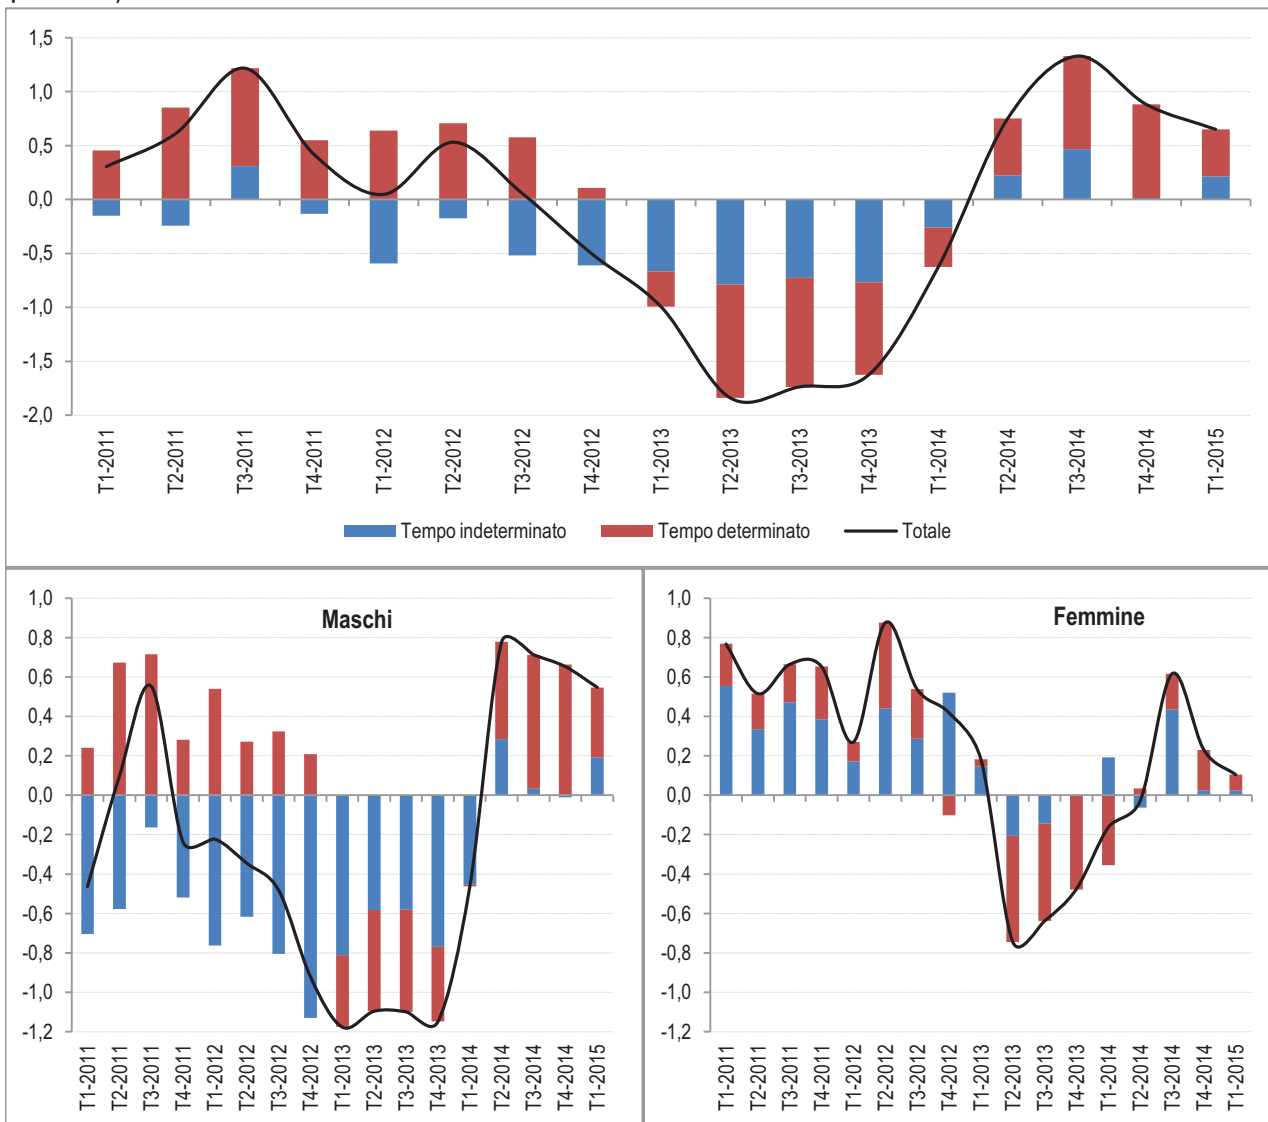 1,5
1,0
0,5
0,0
-0,5
-1,0
-1,5
-2,0
T1-2011
T2-2011
T3-2011
T4-2011
T1-2012
T2-2012
T3-2012
T4-2012
T1-2013
T2-2013
T3-2013
T4-2013
T1-2014
T2-2014
T3-2014
T4-2014
T1-2015
Tempo indeterminato Tempo determinato Totale
Maschi
1,0
0,8
0,6
0,4
0,2
0,0
-0,2
-0,4
-0,6
-0,8
-1,0
-1,2
T1-2011
T2-2011
T3-2011
T4-2011
T1-2012
T2-2012
T3-2012
T4-2012
T1-2013
T2-2013
T3-2013
T4-2013
T1-2014
T2-2014
T3-2014
T4-2014
T1-2015
Femmine
1,0
0,8
0,6
0,4
0,2
0,0
-0,2
-0,4
-0,6
-0,8
-1,0
-1,2
T1-2011
T2-2011
T3-2011
T4-2011
T1-2012
T2-2012
T3-2012
T4-2012
T1-2013
T2-2013
T3-2013
T4-2013
T1-2014
T2-2014
T3-2014
T4-2014
T1-2015